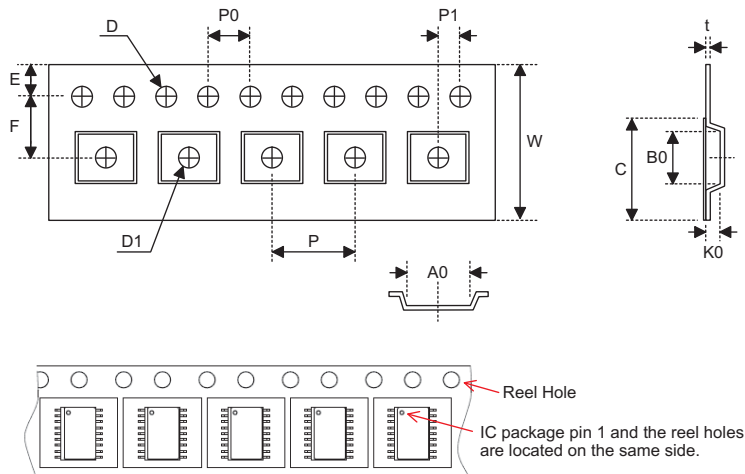 D
P0
P1
t
E
F
W
C
B0
D1
P
K0
A0
Reel Hole
IC package pin 1 and the reel holes
are located on the same side.